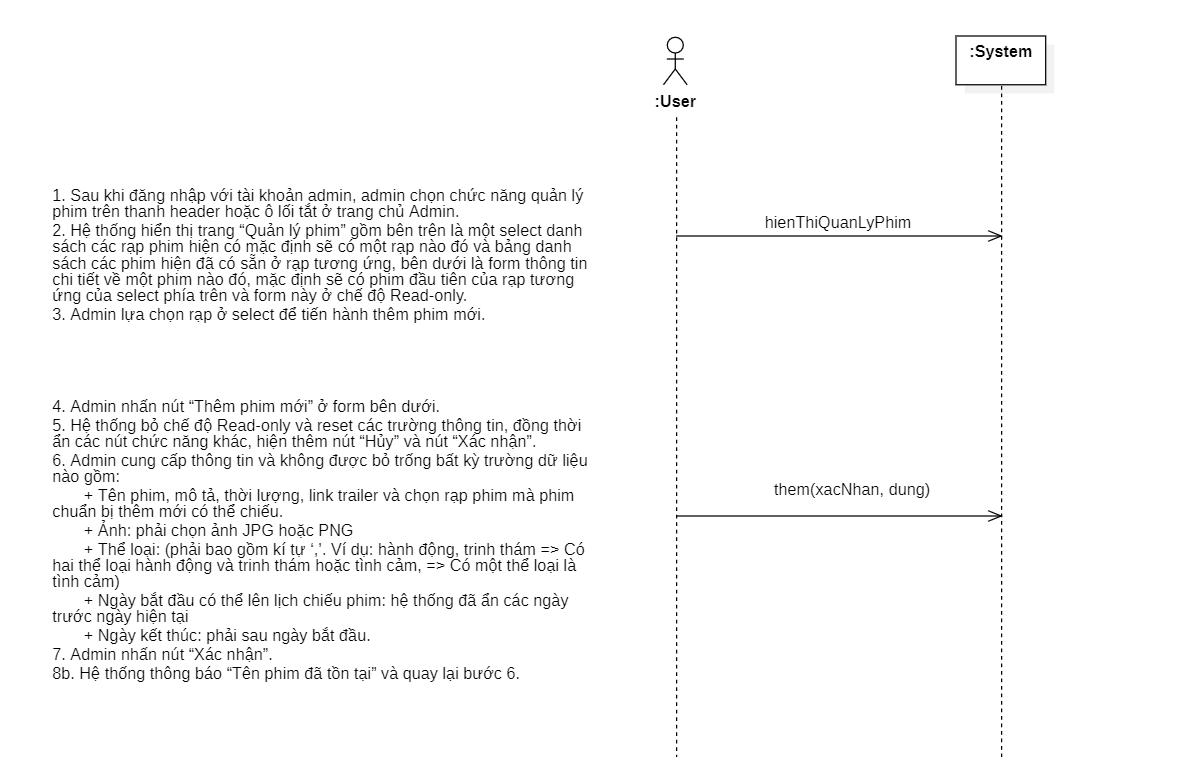 :User
:System
1. Sau khi đăng nhập với tài khoản admin, admin chọn chức năng quản lý
phim trên thanh header hoặc ô lối tắt ở trang chủ Admin.
2. Hệ thống hiển thị trang “Quản lý phim” gồm bên trên là một select danh
sách các rạp phim hiện có mặc định sẽ có một rạp nào đó và bảng danh
sách các phim hiện đã có sẵn ở rạp tương ứng, bên dưới là form thông tin
chi tiết về một phim nào đó, mặc định sẽ có phim đầu tiên của rạp tương
ứng của select phía trên và form này ở chế độ Read-only.
3. Admin lựa chọn rạp ở select để tiến hành thêm phim mới.
hienThiQuanLyPhim
4. Admin nhấn nút “Thêm phim mới” ở form bên dưới.
5. Hệ thống bỏ chế độ Read-only và reset các trường thông tin, đồng thời
ẩn các nút chức năng khác, hiện thêm nút “Hủy” và nút “Xác nhận”.
6. Admin cung cấp thông tin và không được bỏ trống bất kỳ trường dữ liệu
nào gồm:
+ Tên phim, mô tả, thời lượng, link trailer và chọn rạp phim mà phim
chuẩn bị thêm mới có thể chiếu.
+ Ảnh: phải chọn ảnh JPG hoặc PNG
+ Thể loại: (phải bao gồm kí tự ‘,’. Ví dụ: hành động, trinh thám => Có
hai thể loại hành động và trinh thám hoặc tình cảm, => Có một thể loại là
tình cảm)
+ Ngày bắt đầu có thể lên lịch chiếu phim: hệ thống đã ẩn các ngày
trước ngày hiện tại
+ Ngày kết thúc: phải sau ngày bắt đầu.
7. Admin nhấn nút “Xác nhận”.
8b. Hệ thống thông báo “Tên phim đã tồn tại” và quay lại bước 6.
them(xacNhan, dung)